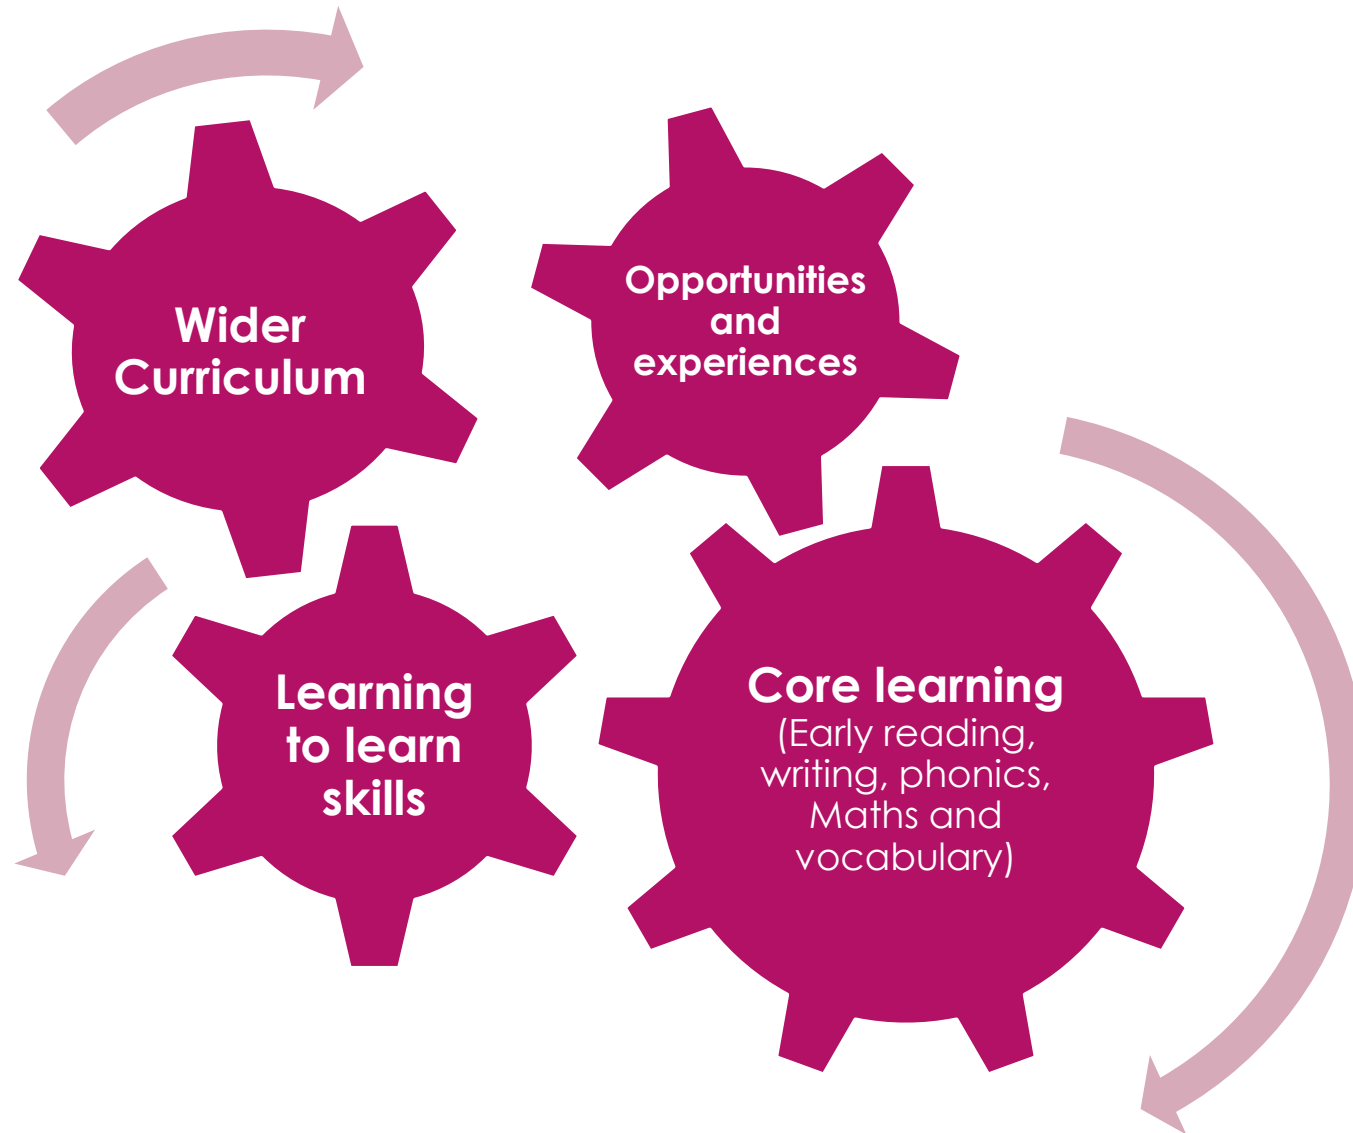 Wider
Curriculum
Opportunities
and
experiences
Learning
to learn
skills
Core learning
(Early reading,
writing, phonics,
Maths and
vocabulary)